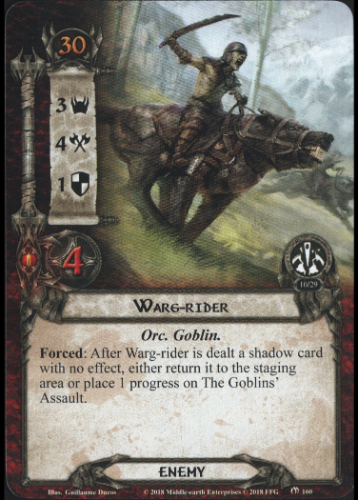 30
3
4
1
4
10/29
Warg-rider
Orc. Goblin.
Forced: After Warg-rider is dealt a shadow card
with no effect, either return it to the staging
area or place 1 progress on The Goblins'
Assault.
ENEMY
Illus. Guillaume Ducos
© 2018 Middle-earth Enterprises © 2018 FFG
160